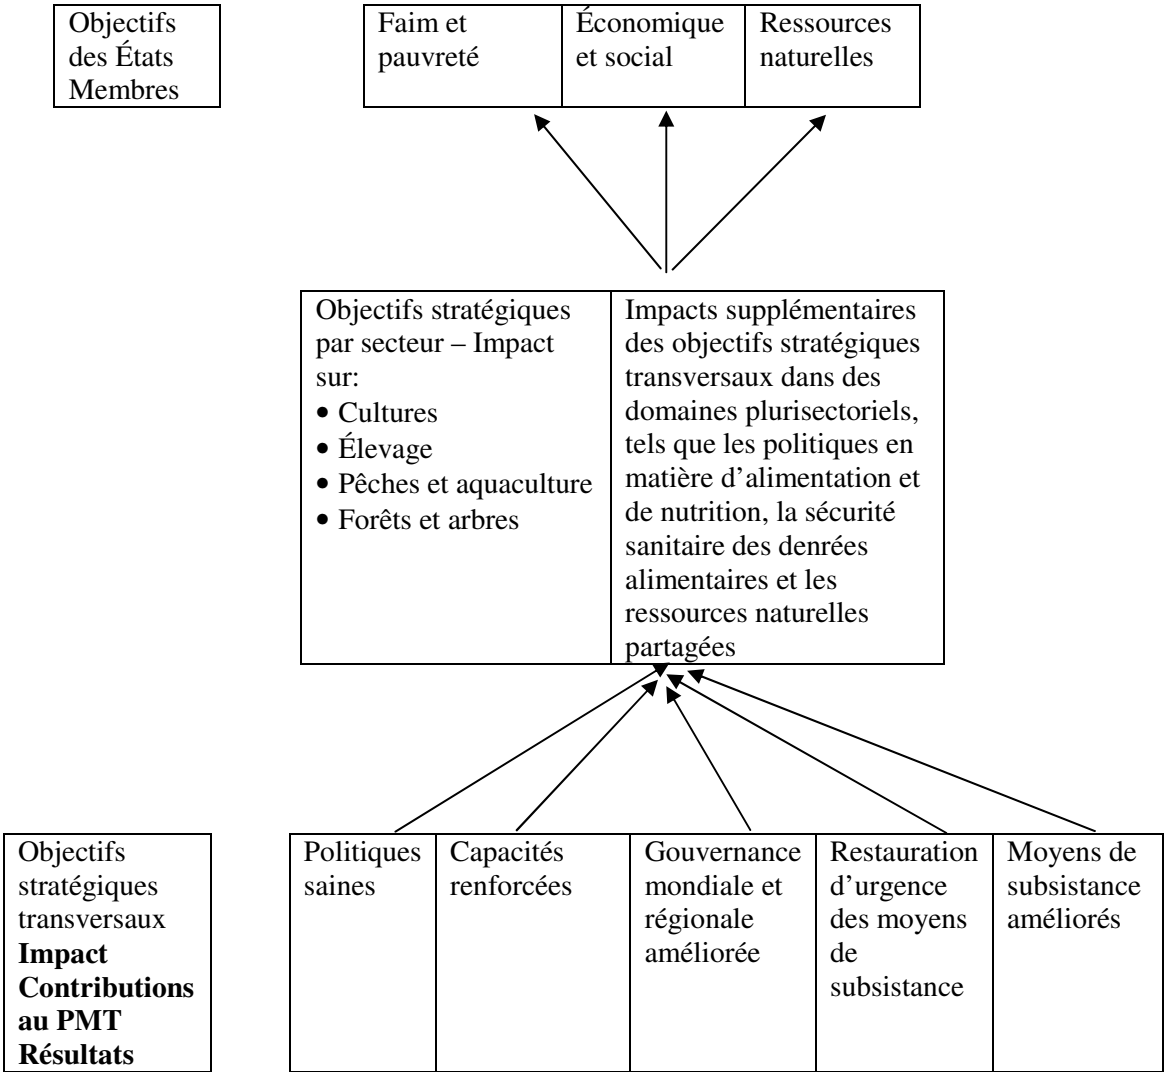 Objectifs
des États
Membres
Faim et
pauvreté
Économique
et social
Ressources
naturelles
Objectifs stratégiques
par secteur – Impact
sur:
• Cultures
• Élevage
• Pêches et aquaculture
• Forêts et arbres
Impacts supplémentaires
des objectifs stratégiques
transversaux dans des
domaines plurisectoriels,
tels que les politiques en
matière d’alimentation et
de nutrition, la sécurité
sanitaire des denrées
alimentaires et les
ressources naturelles
partagées
Objectifs
stratégiques
transversaux
Impact
Contributions
au PMT
Résultats
Politiques
saines
Capacités
renforcées
Gouvernance
mondiale et
régionale
améliorée
Restauration
d’urgence
des moyens
de
subsistance
Moyens de
subsistance
améliorés